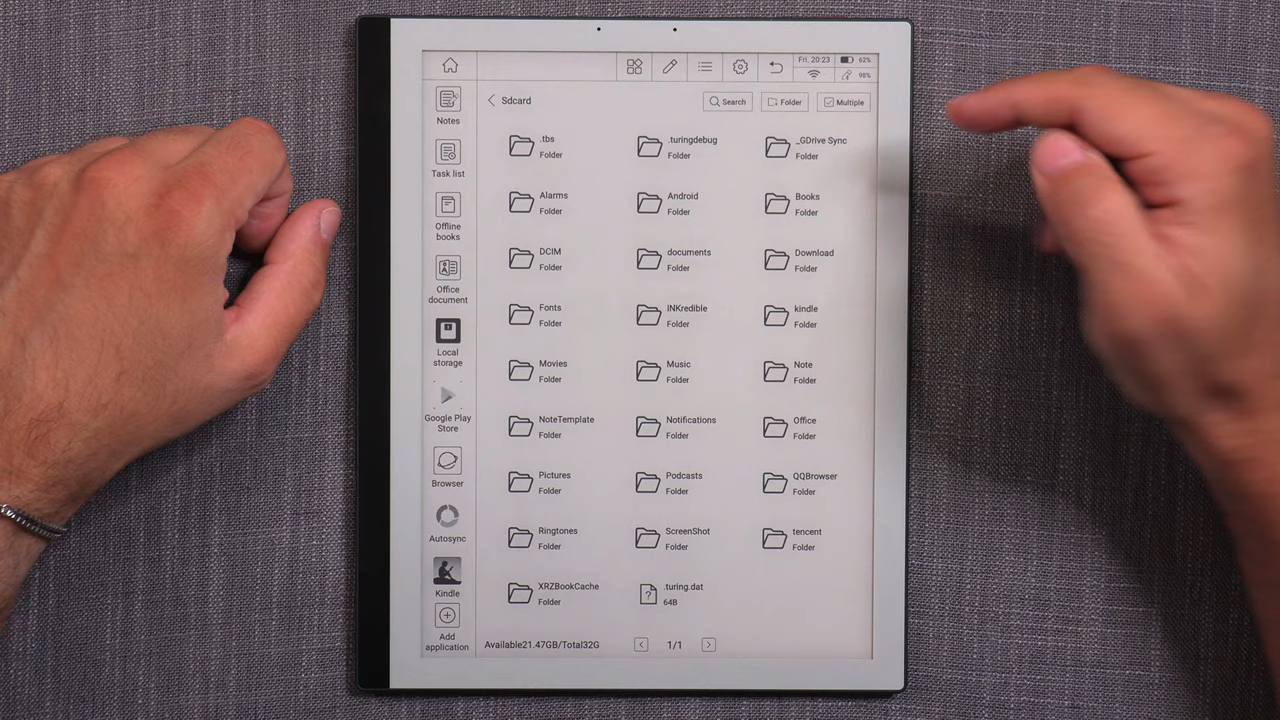 Fri. 20:23
62%
98%
Sdcard
Search
Folder
Multiple
Notes
Task list
Offline
books
Office
document
Local
storage
Google Play
Store
Browser
Autosync
Kindle
Add
application
.tbs
Folder
.turingdebug
Folder
_GDrive Sync
Folder
Alarms
Folder
Android
Folder
Books
Folder
DCIM
Folder
documents
Folder
Download
Folder
Fonts
Folder
INKredible
Folder
kindle
Folder
Movies
Folder
Music
Folder
Note
Folder
NoteTemplate
Folder
Notifications
Folder
Office
Folder
Pictures
Folder
Podcasts
Folder
QQBrowser
Folder
Ringtones
Folder
ScreenShot
Folder
tencent
Folder
XRZBookCache
Folder
.turing.dat
64B
Available21.47GB/Total32G
1/1